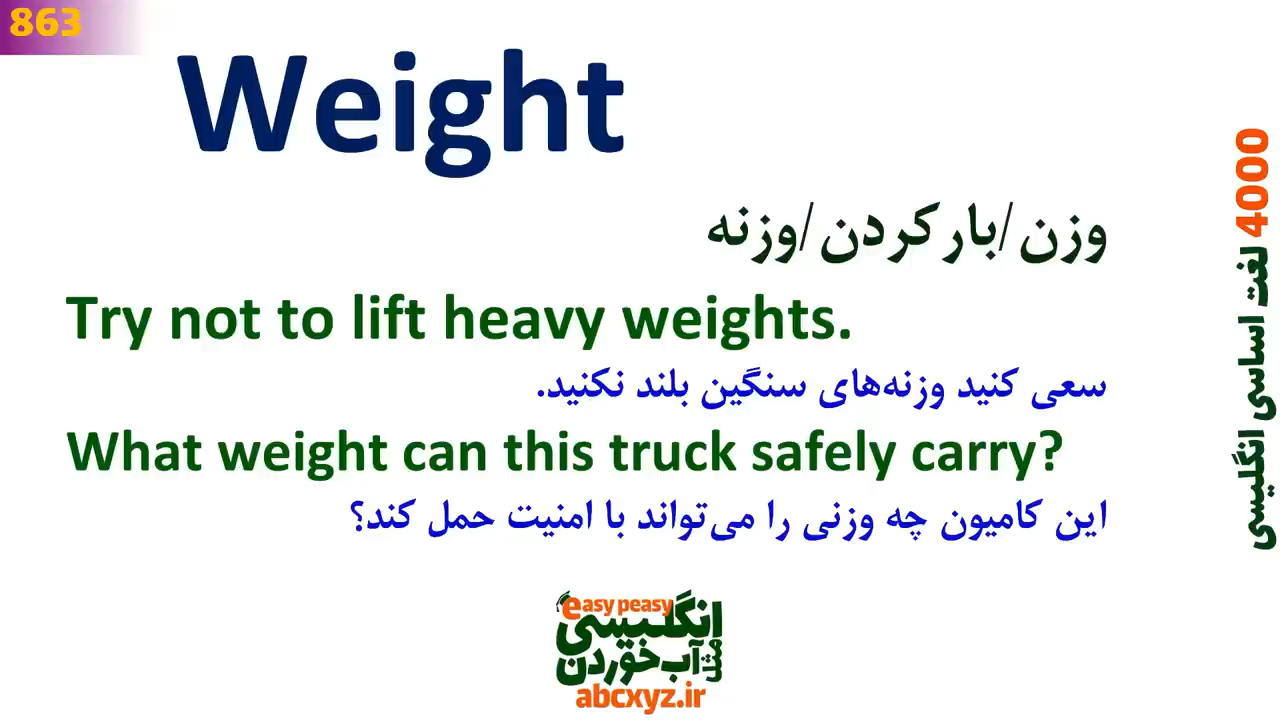 863
Weight
وزن/بار کردن/وزنه
Try not to lift heavy weights.
سعی کنید وزنه‌های سنگین بلند نکنید.
What weight can this truck safely carry?
این کامیون چه وزنی را می‌تواند با امنیت حمل کند؟
4000 لغت اساسی انگلیسی
easy peasy
انگلیسی
مثل آب خوردن
abcxyz.ir